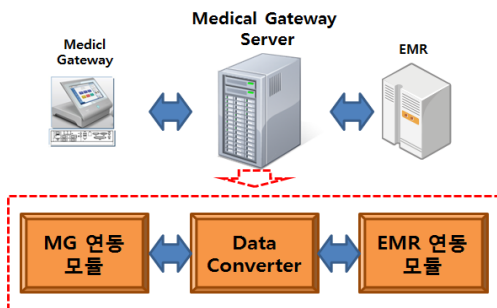 Medical Gateway
Server
Medicl
Gateway
EMR
MG 연동
모듈
Data
Converter
EMR 연동
모듈